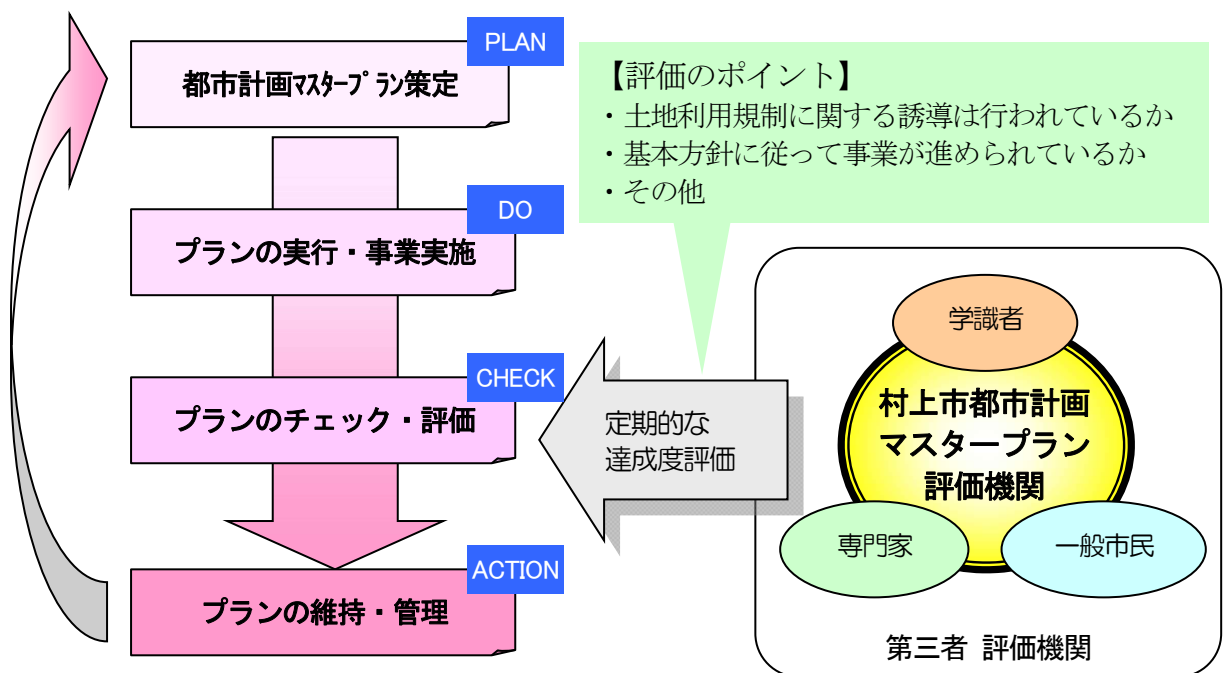 PLAN
都市計画ﾏｽﾀｰﾌﾟﾗﾝ策定
DO
プランの実行・事業実施
CHECK
プランのチェック・評価
ACTION
プランの維持・管理
【評価のポイント】
・土地利用規制に関する誘導は行われているか
・基本方針に従って事業が進められているか
・その他
定期的な
達成度評価
学識者
村上市都市計画
マスタープラン
評価機関
専門家
一般市民
第三者 評価機関